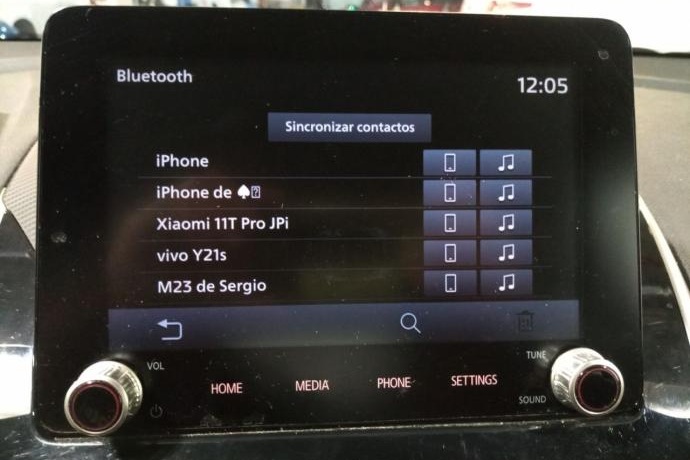 Bluetooth
12:05
Sincronizar contactos
iPhone
iPhone de ♠︎⍰
Xiaomi 11T Pro JPi
vivo Y21s
M23 de Sergio
VOL
TUNE
HOME
MEDIA
PHONE
SETTINGS
SOUND